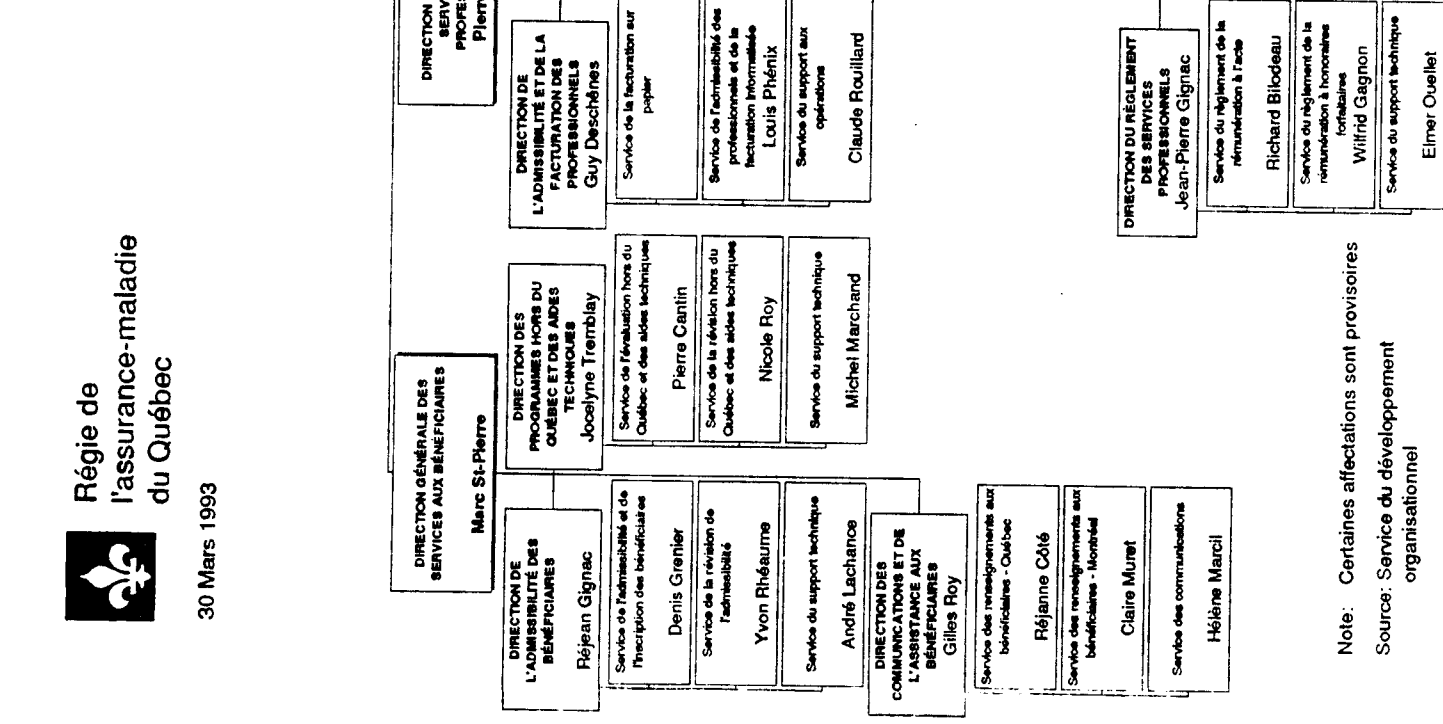 Régie de
l'assurance-maladie
du Québec
30 Mars 1993
DIRECTION GÉNÉRALE DES
SERVICES AUX BÉNÉFICIAIRES
Marc St-Pierre
DIRECTION DE
L'ADMISSIBILITÉ DES
BÉNÉFICIAIRES
Réjean Gignac
Service de l'admissibilité et de
l'inscription des bénéficiaires
Denis Grenier
Service de la révision de
l'admissibilité
Yvon Rhéaume
Service du support technique
André Lachance
DIRECTION DES
COMMUNICATIONS ET DE
L'ASSISTANCE AUX
BÉNÉFICIAIRES
Gilles Roy
Service des renseignements aux
bénéficiaires - Québec
Réjanne Côté
Service des renseignements aux
bénéficiaires - Montréal
Claire Muret
Service des communications
Hélène Marcil
DIRECTION DES
PROGRAMMES HORS DU
QUÉBEC ET DES AIDES
TECHNIQUES
Jocelyne Tremblay
Service de l'évaluation hors du
Québec et des aides techniques
Pierre Cantin
Service de la révision hors du
Québec et des aides techniques
Nicole Roy
Service du support technique
Michel Marchand
DIRECTION
SERV
PROFES
Pierre
DIRECTION DE
L'ADMISSIBILITÉ ET DE LA
FACTURATION DES
PROFESSIONNELS
Guy Deschênes
Service de la facturation sur
papier
Service de l'admissibilité des
professionnels et de la
facturation informatisée
Louis Phénix
Service du support aux
opérations
Claude Rouillard
DIRECTION DU RÈGLEMENT
DES SERVICES
PROFESSIONNELS
Jean-Pierre Gignac
Service du règlement de la
rémunération à l'acte
Richard Bilodeau
Service du règlement de la
rémunération à honoraires
forfaitaires
Wilfrid Gagnon
Service du support technique
Elmer Ouellet
Note: Certaines affectations sont provisoires
Source: Service du développement
organisationnel